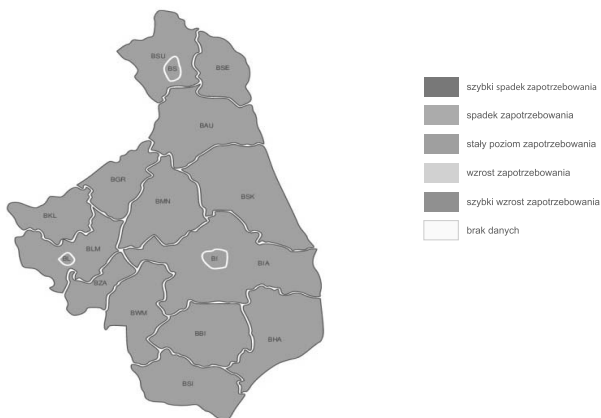 BSU
BS
BSE
BAU
BGR
BMN
BSK
BKL
BL
BLM
BZA
BI
BIA
BWM
BBI
BHA
BSI
szybki spadek zapotrzebowania
spadek zapotrzebowania
stały poziom zapotrzebowania
wzrost zapotrzebowania
szybki wzrost zapotrzebowania
brak danych